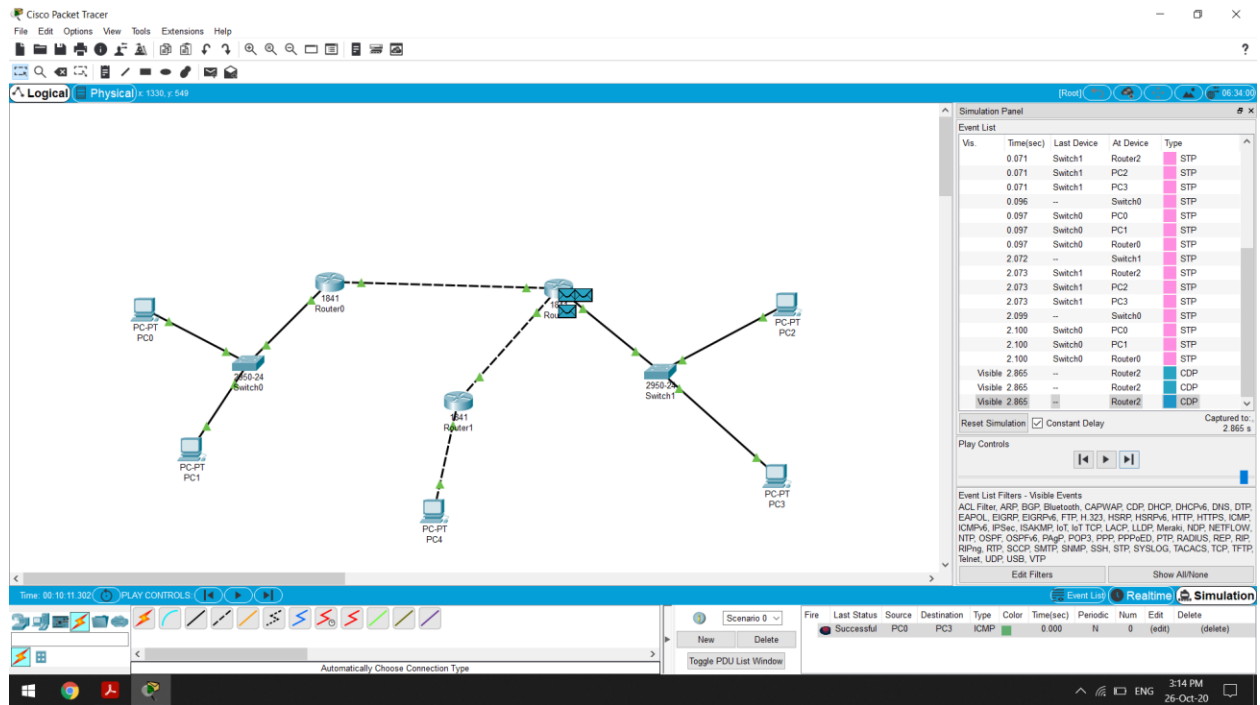 Cisco Packet Tracer
File Edit Options View Tools Extensions Help
?
Logical Physical x: 1330, y: 549 [Root] 06:34:00
Simulation Panel
Event List
Vis. Time(sec) Last Device At Device Type
0.071 Switch1 Router2 STP
0.071 Switch1 PC2 STP
0.071 Switch1 PC3 STP
0.096 -- Switch0 STP
0.097 Switch0 PC0 STP
0.097 Switch0 PC1 STP
0.097 Switch0 Router0 STP
2.072 -- Switch1 STP
2.073 Switch1 Router2 STP
2.073 Switch1 PC2 STP
2.073 Switch1 PC3 STP
2.099 -- Switch0 STP
2.100 Switch0 PC0 STP
2.100 Switch0 PC1 STP
2.100 Switch0 Router0 STP
Visible 2.865 -- Router2 CDP
Visible 2.865 -- Router2 CDP
Visible 2.865 -- Router2 CDP
Reset Simulation Constant Delay Captured to:
2.865 s
Play Controls
Event List Filters - Visible Events
ACL Filter, ARP, BGP, Bluetooth, CAPWAP, CDP, DHCP, DHCPv6, DNS, DTP,
EAPOL, EIGRP, EIGRPv6, FTP, H.323, HSRP, HSRPv6, HTTP, HTTPS, ICMP,
ICMPv6, IPSec, ISAKMP, IoT, IoT TCP, LACP, LLDP, Meraki, NDP, NETFLOW,
NTP, OSPF, OSPFv6, PAgP, POP3, PPP, PPPoED, PTP, RADIUS, REP, RIP,
RIPng, RTP, SCCP, SMTP, SNMP, SSH, STP, SYSLOG, TACACS, TCP, TFTP,
Telnet, UDP, USB, VTP
Edit Filters Show All/None
1841
Router0
PC-PT
PC0
2950-24
Switch0
PC-PT
PC1
1841
Router1
PC-PT
PC4
PC-PT
PC2
2950-24
Switch1
PC-PT
PC3
Time: 00:10:11.302 PLAY CONTROLS: Event List Realtime Simulation
Automatically Choose Connection Type
Scenario 0
New Delete
Toggle PDU List Window
Fire Last Status Source Destination Type Color Time(sec) Periodic Num Edit Delete
Successful PC0 PC3 ICMP 0.000 N 0 (edit) (delete)
ENG
3:14 PM
26-Oct-20